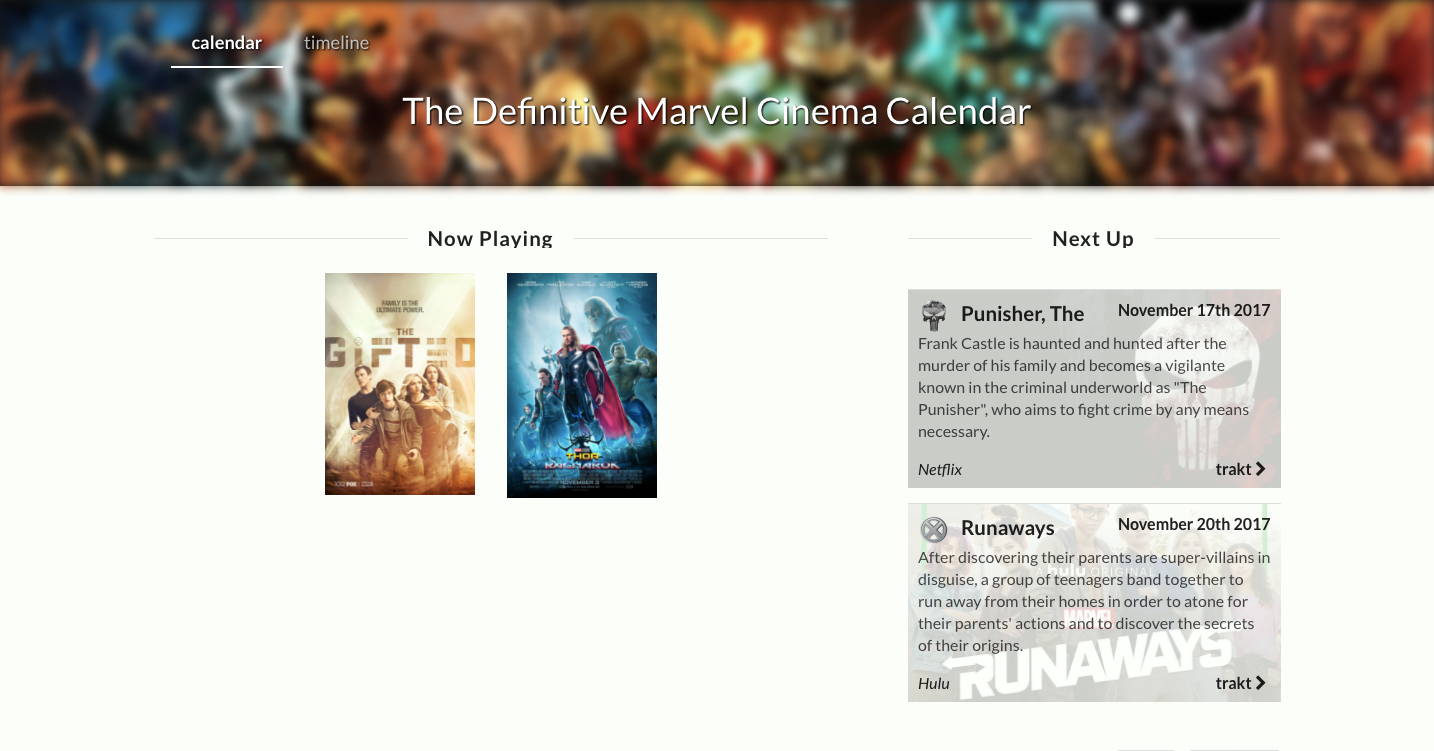 calendar
timeline
The Definitive Marvel Cinema Calendar
Now Playing
FAMILY IS THE
ULTIMATE POWER.
THE
GIFTED
THOR
RAGNAROK
NOVEMBER 3
Next Up
Punisher, The
November 17th 2017
Frank Castle is haunted and hunted after the
murder of his family and becomes a vigilante
known in the criminal underworld as "The
Punisher", who aims to fight crime by any means
necessary.
Netflix
trakt
Runaways
November 20th 2017
After discovering their parents are super-villains in
disguise, a group of teenagers band together to
run away from their homes in order to atone for
their parents' actions and to discover the secrets
of their origins.
hulu ORIGINAL
MARVEL
RUNAWAYS
Hulu
trakt